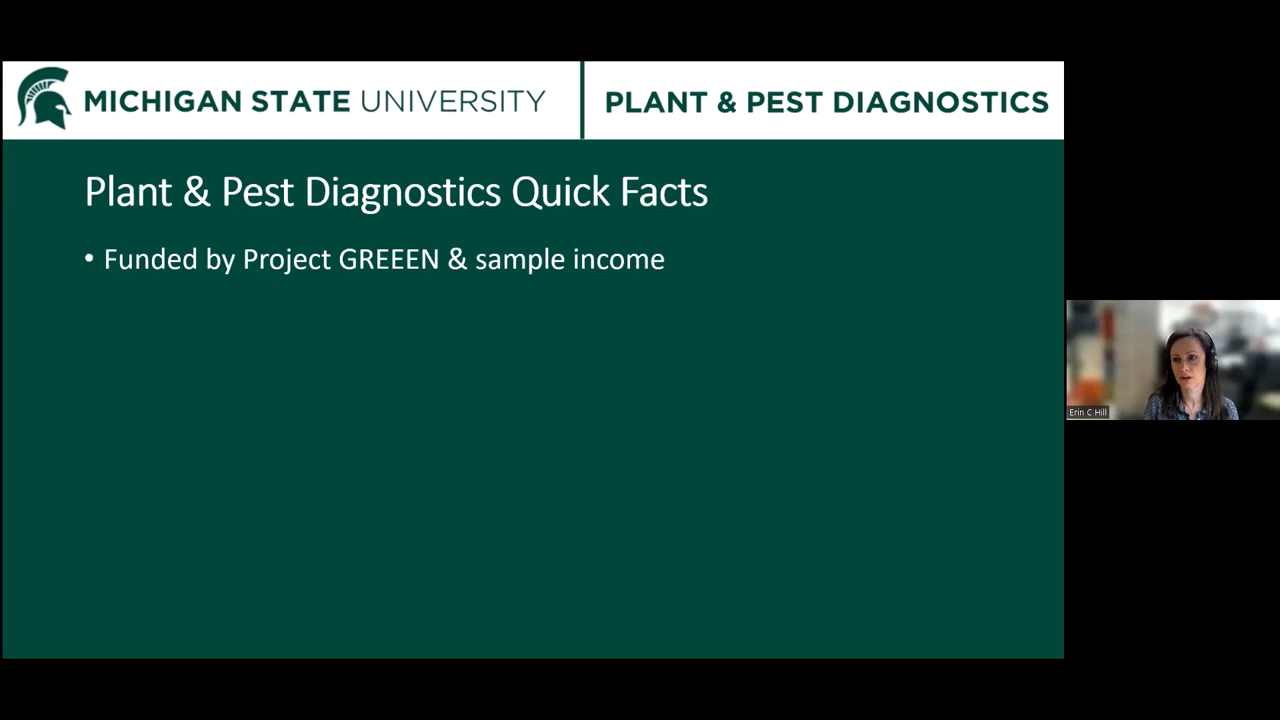 MICHIGAN STATE UNIVERSITY
PLANT & PEST DIAGNOSTICS
Plant & Pest Diagnostics Quick Facts
• Funded by Project GREEEN & sample income
Erin C Hill